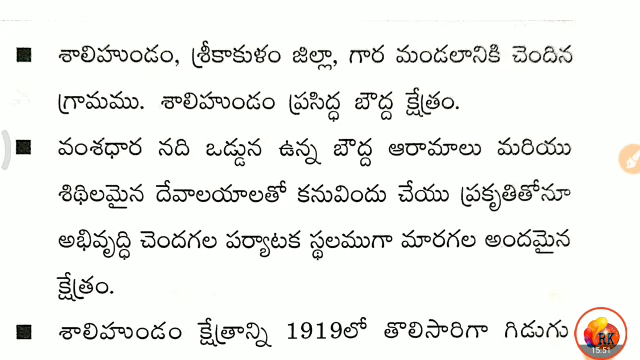 ■ శాలిహుండం, శ్రీకాకుళం జిల్లా, గార మండలానికి చెందిన
గ్రామము. శాలిహుండం ప్రసిద్ధ బౌద్ద క్షేత్రం.
■ వంశధార నది ఒడ్డున ఉన్న బౌద్ద ఆరామాలు మరియు
శిథిలమైన దేవాలయాలతో కనువిందు చేయు ప్రకృతితోనూ
అభివృద్ధి చెందగల పర్యాటక స్థలముగా మారగల అందమైన
క్షేత్రం.
■ శాలిహుండం క్షేత్రాన్ని 1919లో తొలిసారిగా గిడుగు
RK
15:51